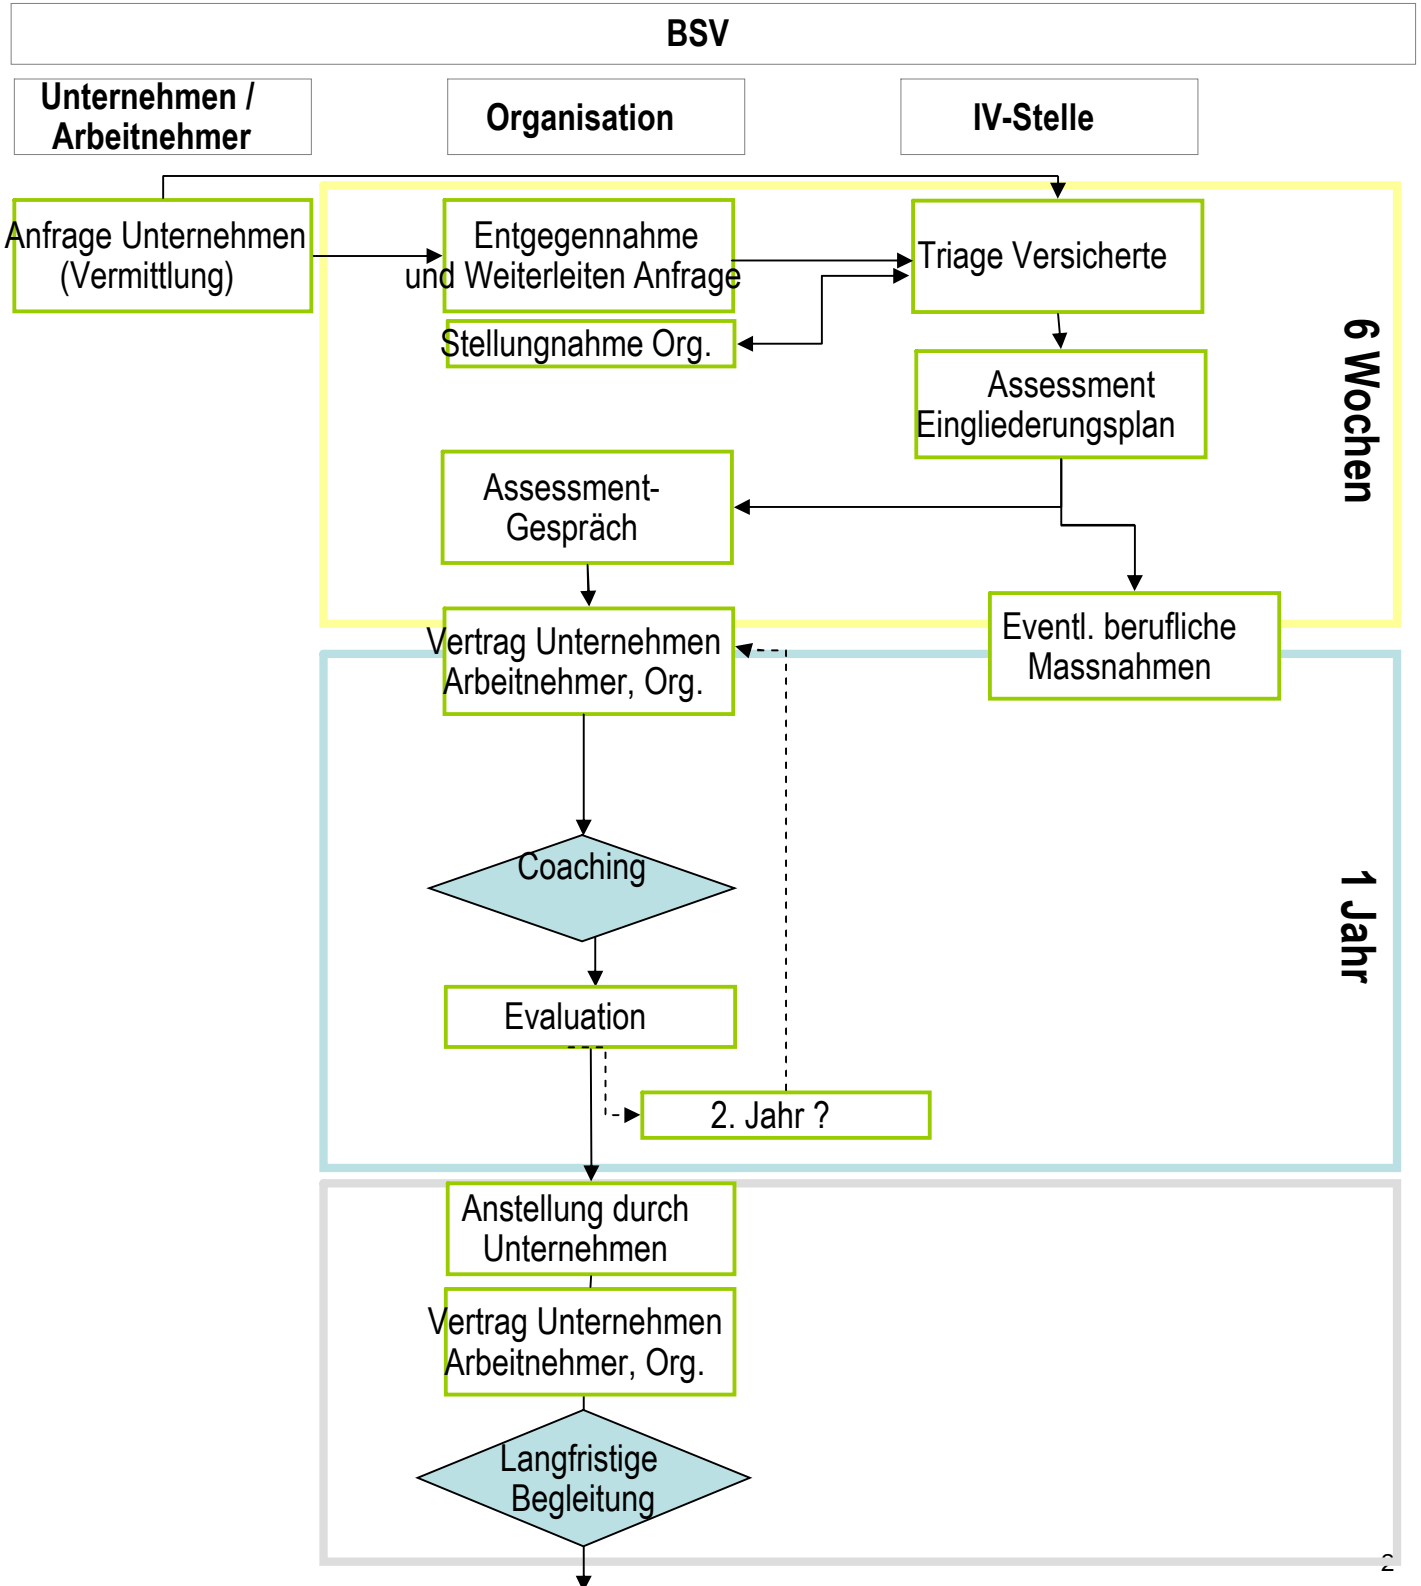 BSV
Unternehmen /
Arbeitnehmer
Organisation
IV-Stelle
Anfrage Unternehmen
(Vermittlung)
Entgegennahme
und Weiterleiten Anfrage
Triage Versicherte
Stellungnahme Org.
Assessment
Eingliederungsplan
6 Wochen
Assessment-
Gespräch
Vertrag Unternehmen
Arbeitnehmer, Org.
Eventl. berufliche
Massnahmen
Coaching
1 Jahr
Evaluation
2. Jahr ?
Anstellung durch
Unternehmen
Vertrag Unternehmen
Arbeitnehmer, Org.
Langfristige
Begleitung
2